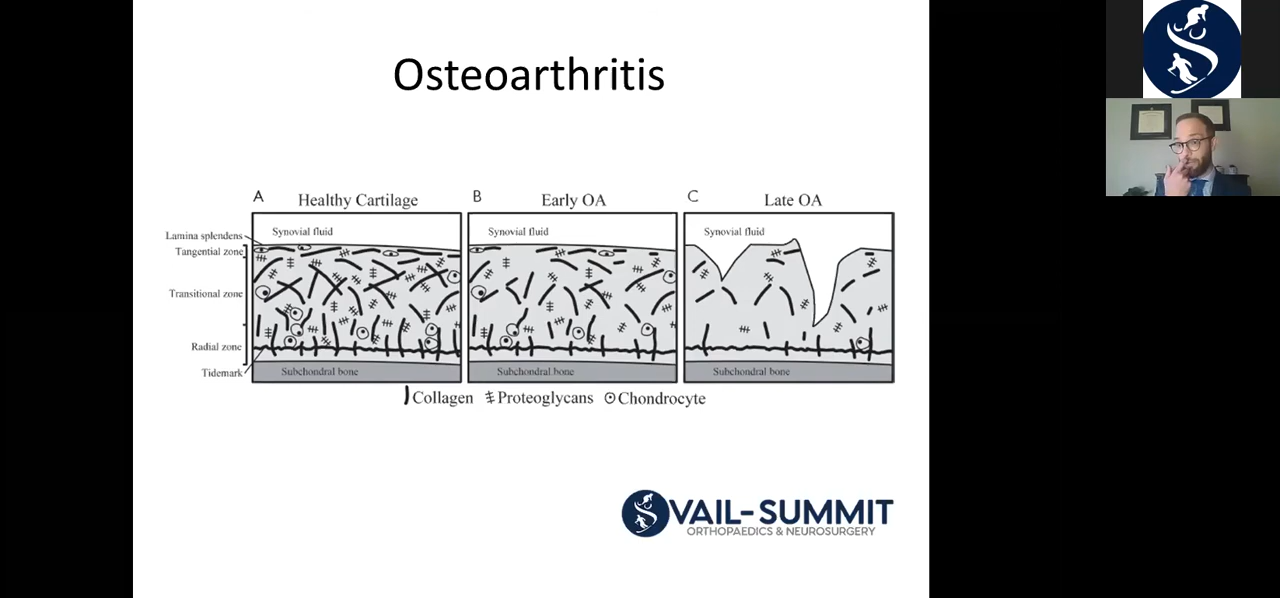 Osteoarthritis
A Healthy Cartilage
B Early OA
C Late OA
Synovial fluid
Synovial fluid
Synovial fluid
Lamina splendens
Tangential zone
Transitional zone
Radial zone
Tidemark
Subchondral bone
Subchondral bone
Subchondral bone
Collagen Proteoglycans Chondrocyte
VAIL-SUMMIT
ORTHOPAEDICS & NEUROSURGERY